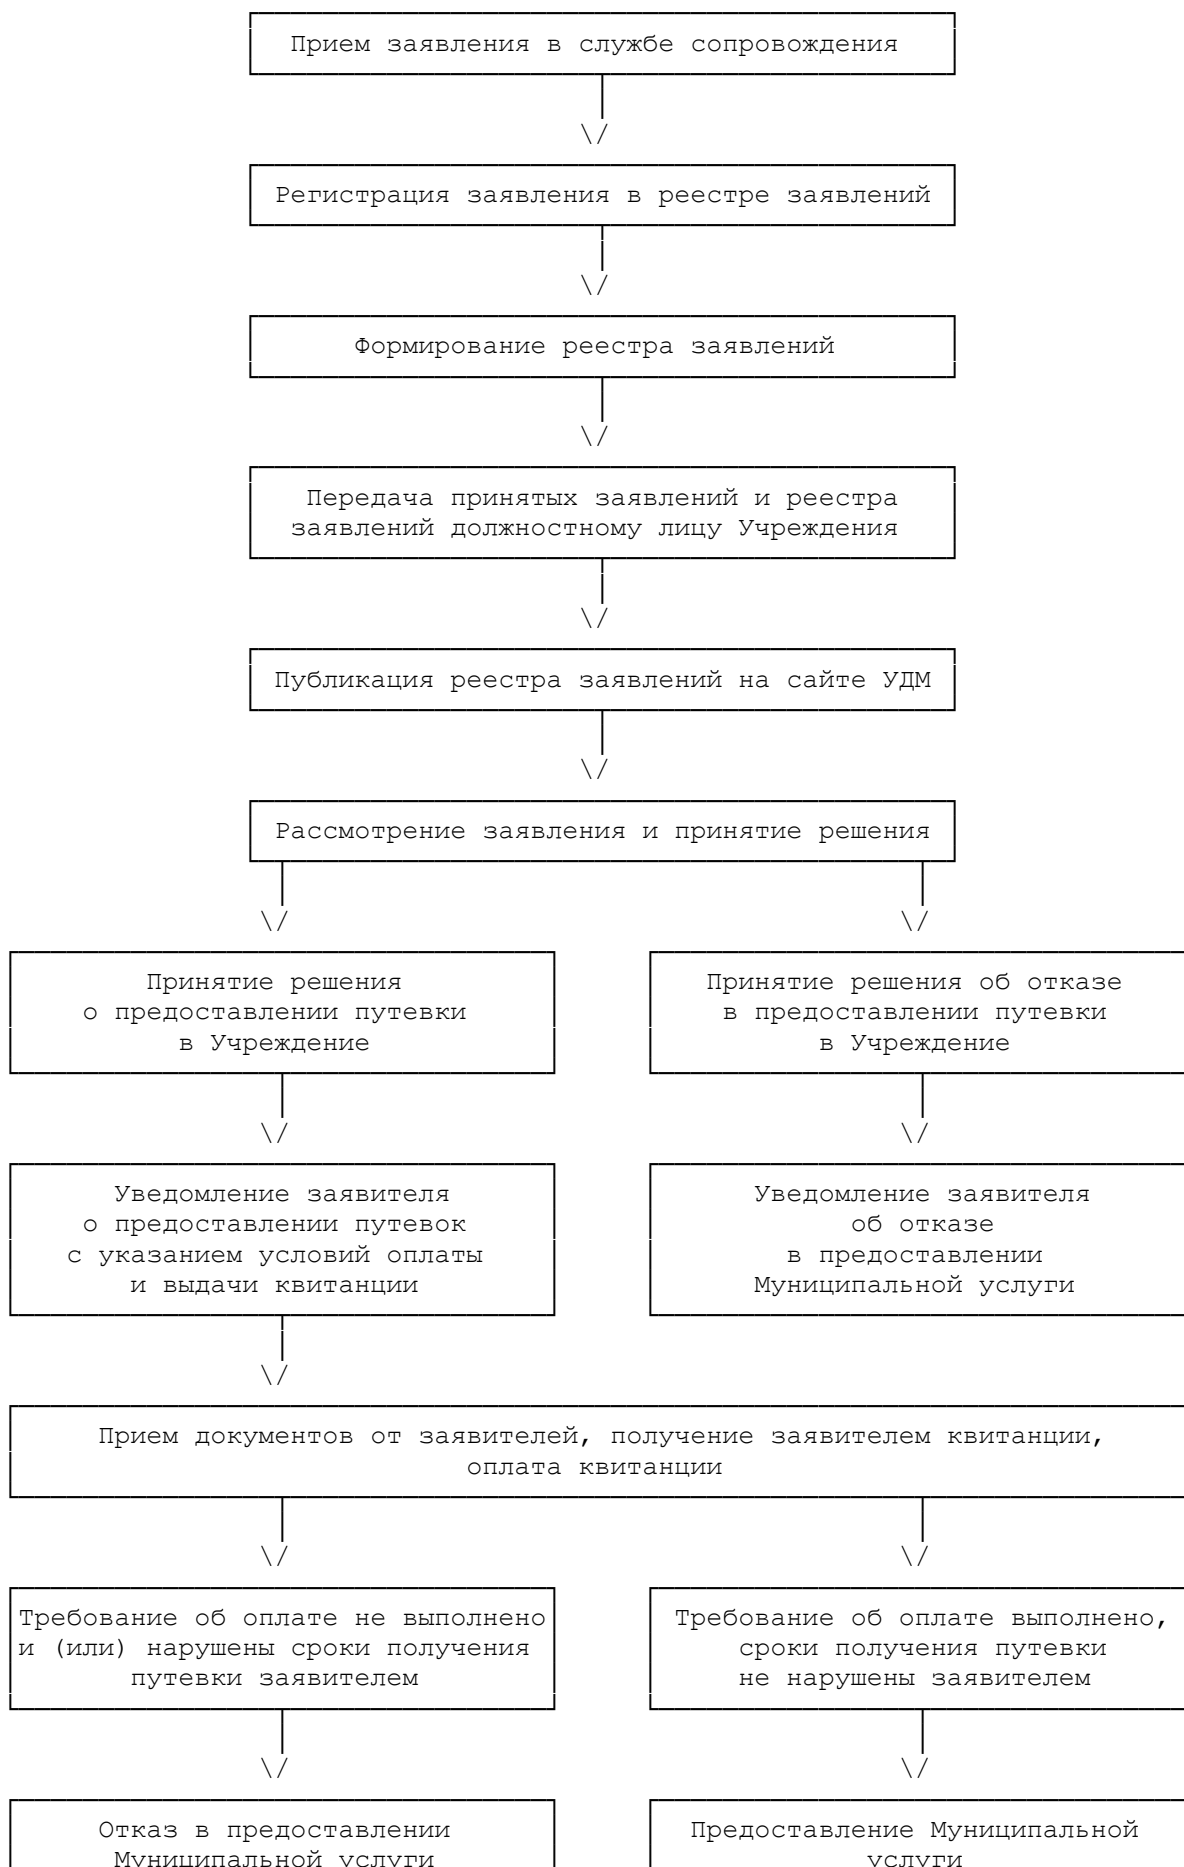 Прием заявления в службе сопровождения
\/
Регистрация заявления в реестре заявлений
\/
Формирование реестра заявлений
\/
Передача принятых заявлений и реестра
заявлений должностному лицу Учреждения
\/
Публикация реестра заявлений на сайте УДМ
\/
Рассмотрение заявления и принятие решения
\/
\/
Принятие решения
о предоставлении путевки
в Учреждение
Принятие решения об отказе
в предоставлении путевки
в Учреждение
\/
\/
Уведомление заявителя
о предоставлении путевок
с указанием условий оплаты
и выдачи квитанции
Уведомление заявителя
об отказе
в предоставлении
Муниципальной услуги
\/
Прием документов от заявителей, получение заявителем квитанции,
оплата квитанции
\/
\/
Требование об оплате не выполнено
и (или) нарушены сроки получения
путевки заявителем
Требование об оплате выполнено,
сроки получения путевки
не нарушены заявителем
\/
\/
Отказ в предоставлении
Муниципальной услуги
Предоставление Муниципальной
услуги